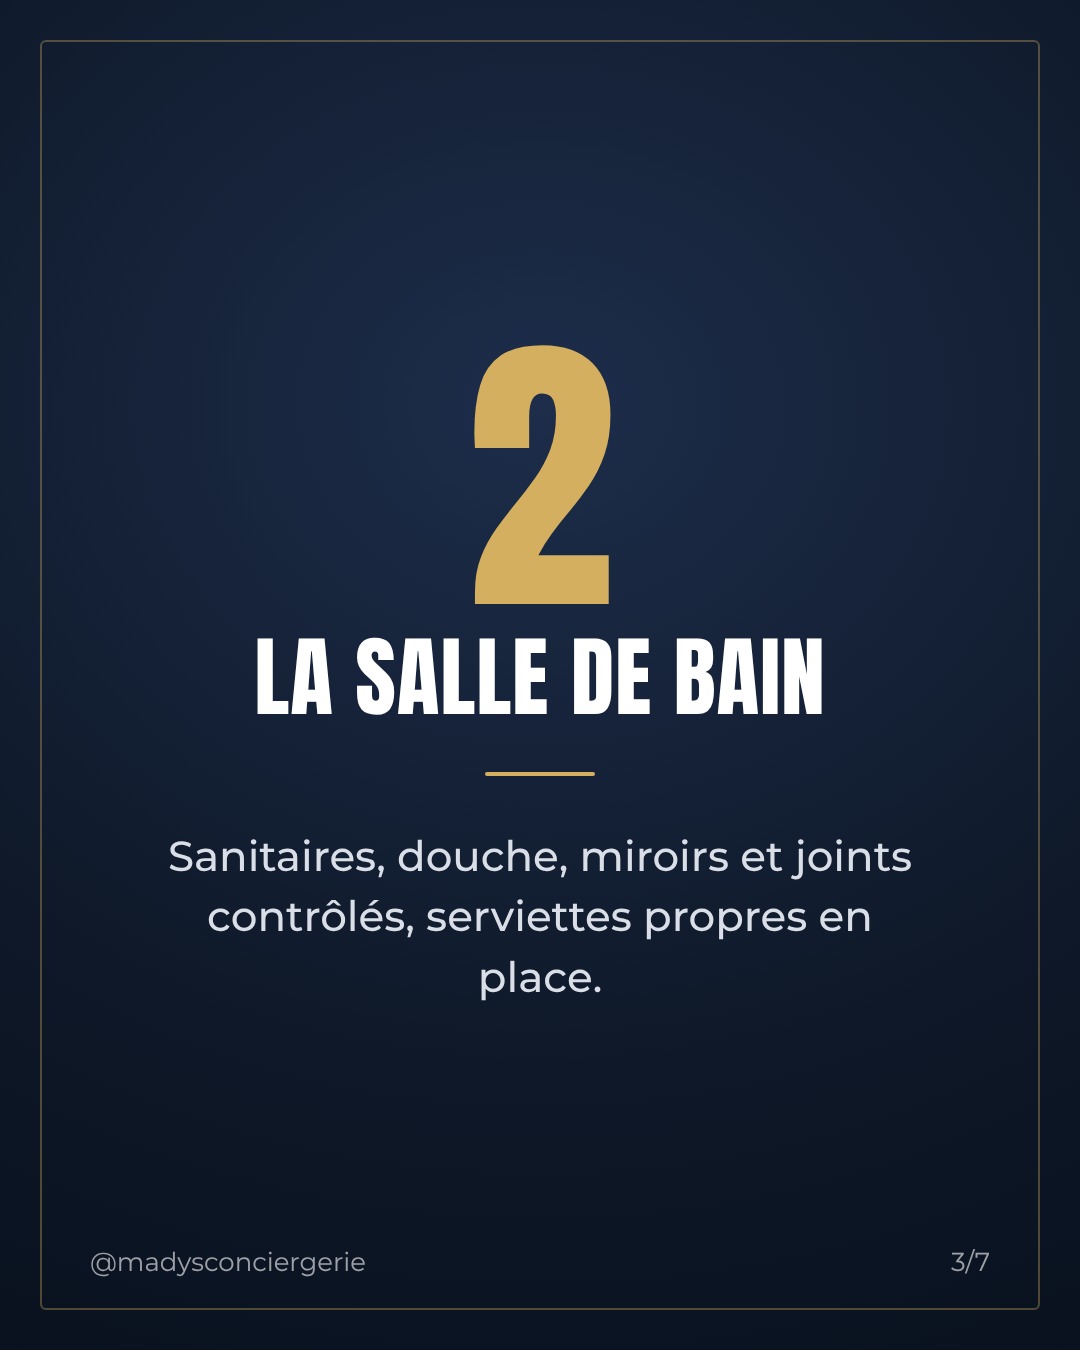 2
LA SALLE DE BAIN
Sanitaires, douche, miroirs et joints
contrôlés, serviettes propres en
place.
@madysconciergerie
3/7